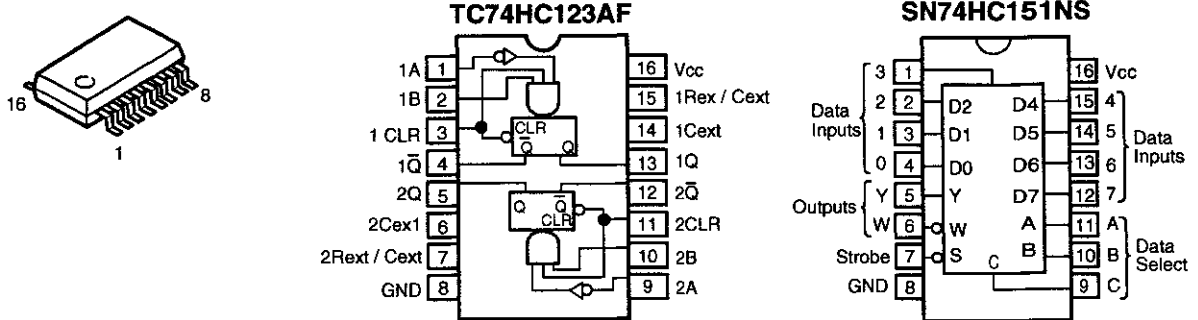 16
8
1
TC74HC123AF
1A 1
1B 2
1 CLR 3
1Q̅ 4
2Q 5
2Cex1 6
2Rext / Cext 7
GND 8
16 Vcc
15 1Rex / Cext
14 1Cext
13 1Q
12 2Q̅
11 2CLR
10 2B
9 2A
CLR
Q̅ Q
Q Q̅
CLR
SN74HC151NS
Data Inputs
3 1
2 2
1 3
0 4
Outputs
Y 5
W 6
Strobe 7
GND 8
D2
D1
D0
Y
W
S
C
D4
D5
D6
D7
A
B
16 Vcc
15 4
14 5
13 6
12 7
Data
Inputs
11 A
10 B
9 C
Data
Select